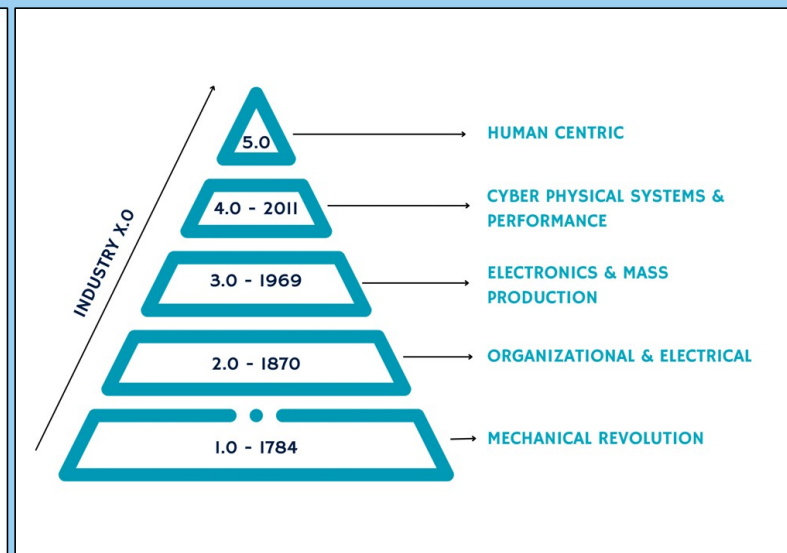 INDUSTRY X.0
5.0
HUMAN CENTRIC
4.0 - 2011
CYBER PHYSICAL SYSTEMS &
PERFORMANCE
3.0 - 1969
ELECTRONICS & MASS
PRODUCTION
2.0 - 1870
ORGANIZATIONAL & ELECTRICAL
1.0 - 1784
MECHANICAL REVOLUTION